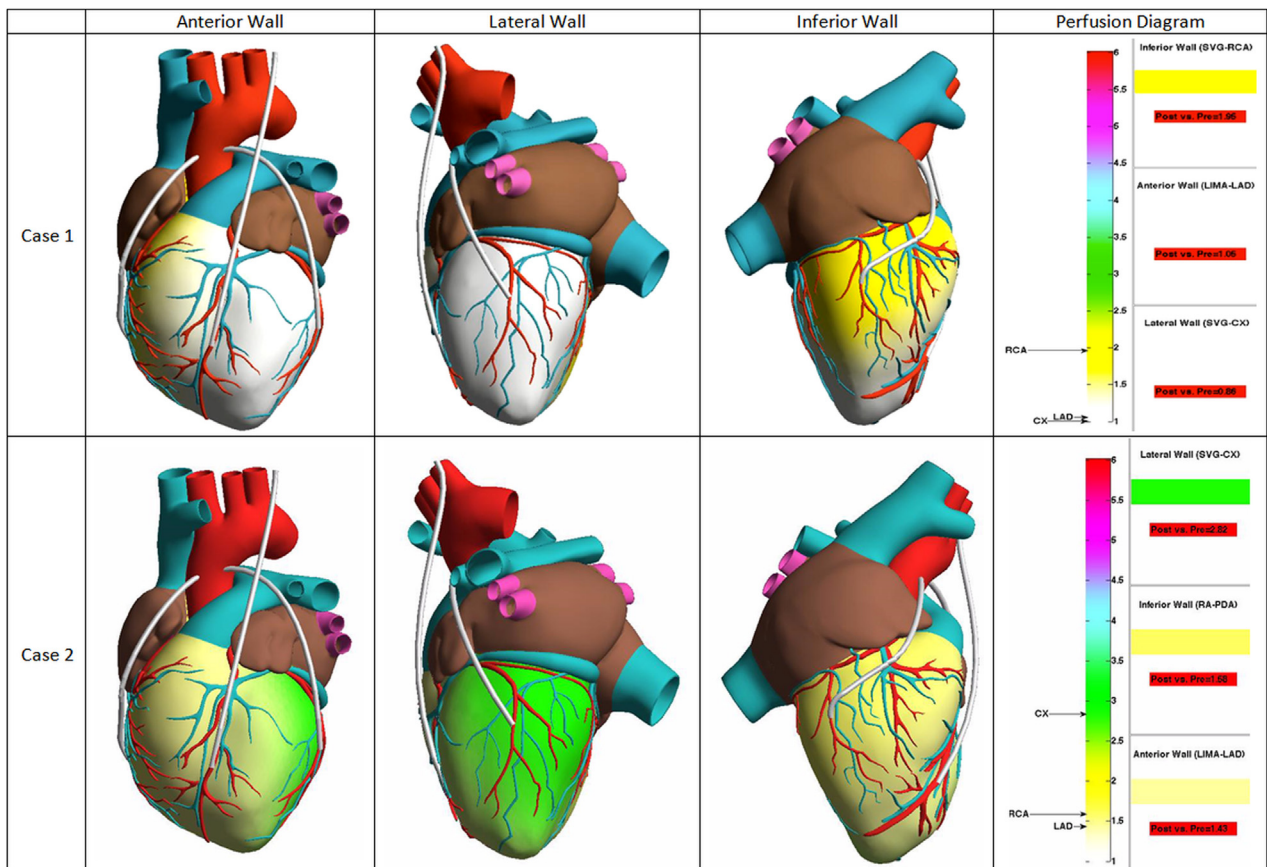 Anterior Wall
Lateral Wall
Inferior Wall
Perfusion Diagram
Case 1
6
5.5
5
4.5
4
3.5
3
2.5
2
1.5
1
RCA
LAD
CX
Inferior Wall (SVG-RCA)
Post vs. Pre=1.95
Anterior Wall (LIMA-LAD)
Post vs. Pre=1.06
Lateral Wall (SVG-CX)
Post vs. Pre=0.86
Case 2
6
5.5
5
4.5
4
3.5
3
2.5
2
1.5
1
CX
RCA
LAD
Lateral Wall (SVG-CX)
Post vs. Pre=2.82
Inferior Wall (RA-PDA)
Post vs. Pre=1.58
Anterior Wall (LIMA-LAD)
Post vs. Pre=1.43